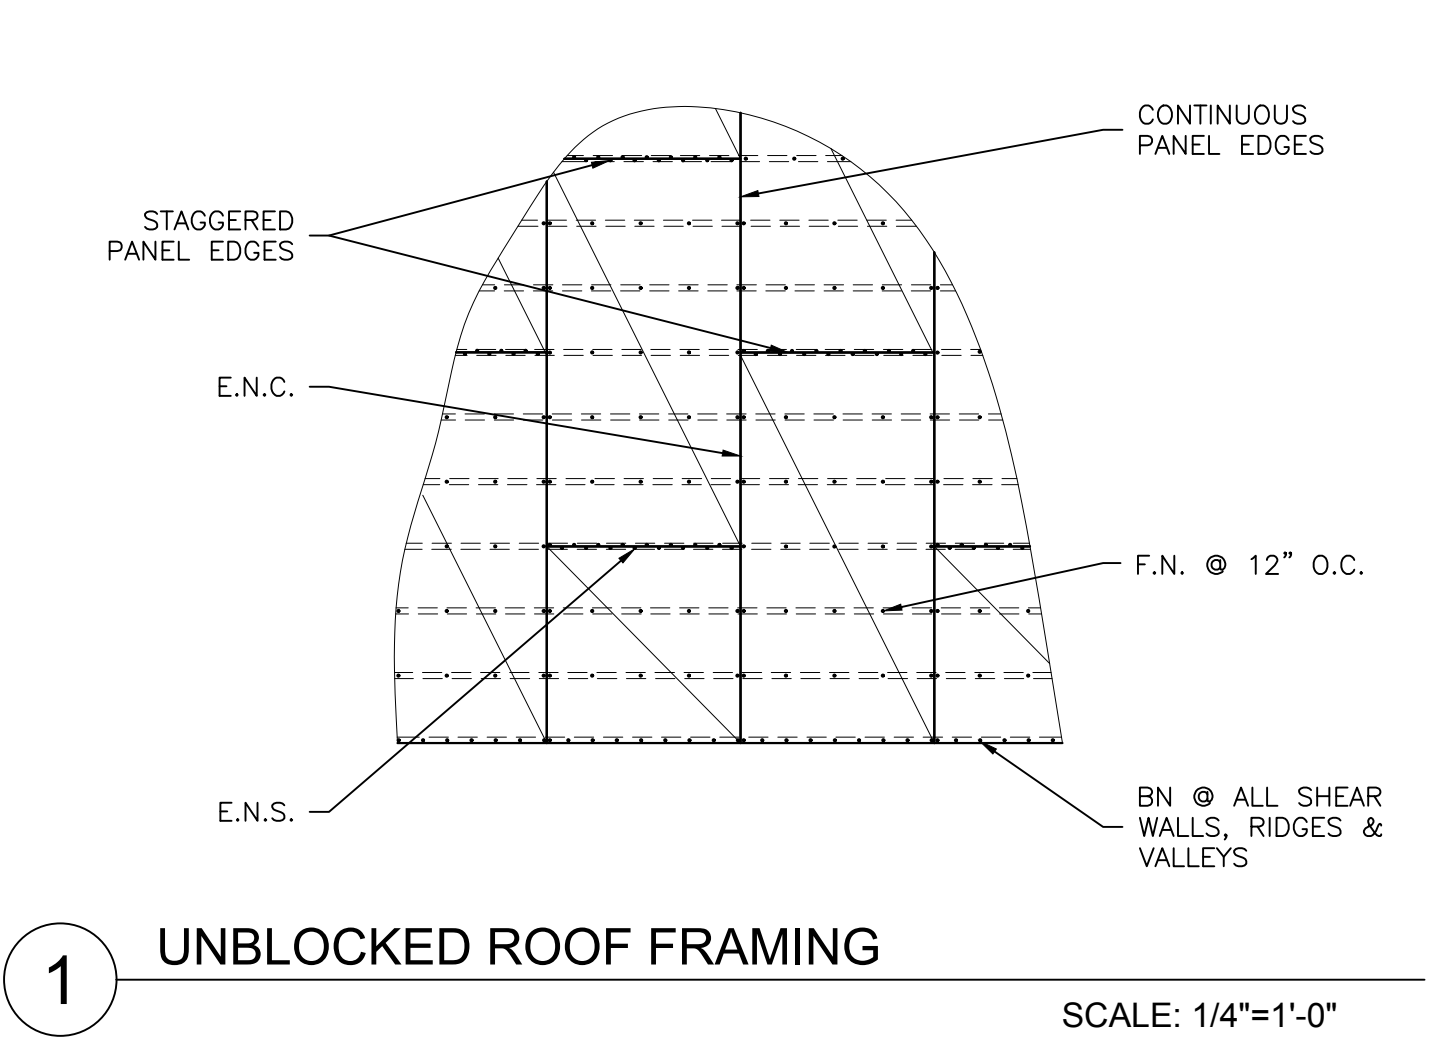 CONTINUOUS
PANEL EDGES
STAGGERED
PANEL EDGES
E.N.C.
F.N. @ 12” O.C.
E.N.S.
BN @ ALL SHEAR
WALLS, RIDGES &
VALLEYS
1
UNBLOCKED ROOF FRAMING
SCALE: 1/4"=1'-0"